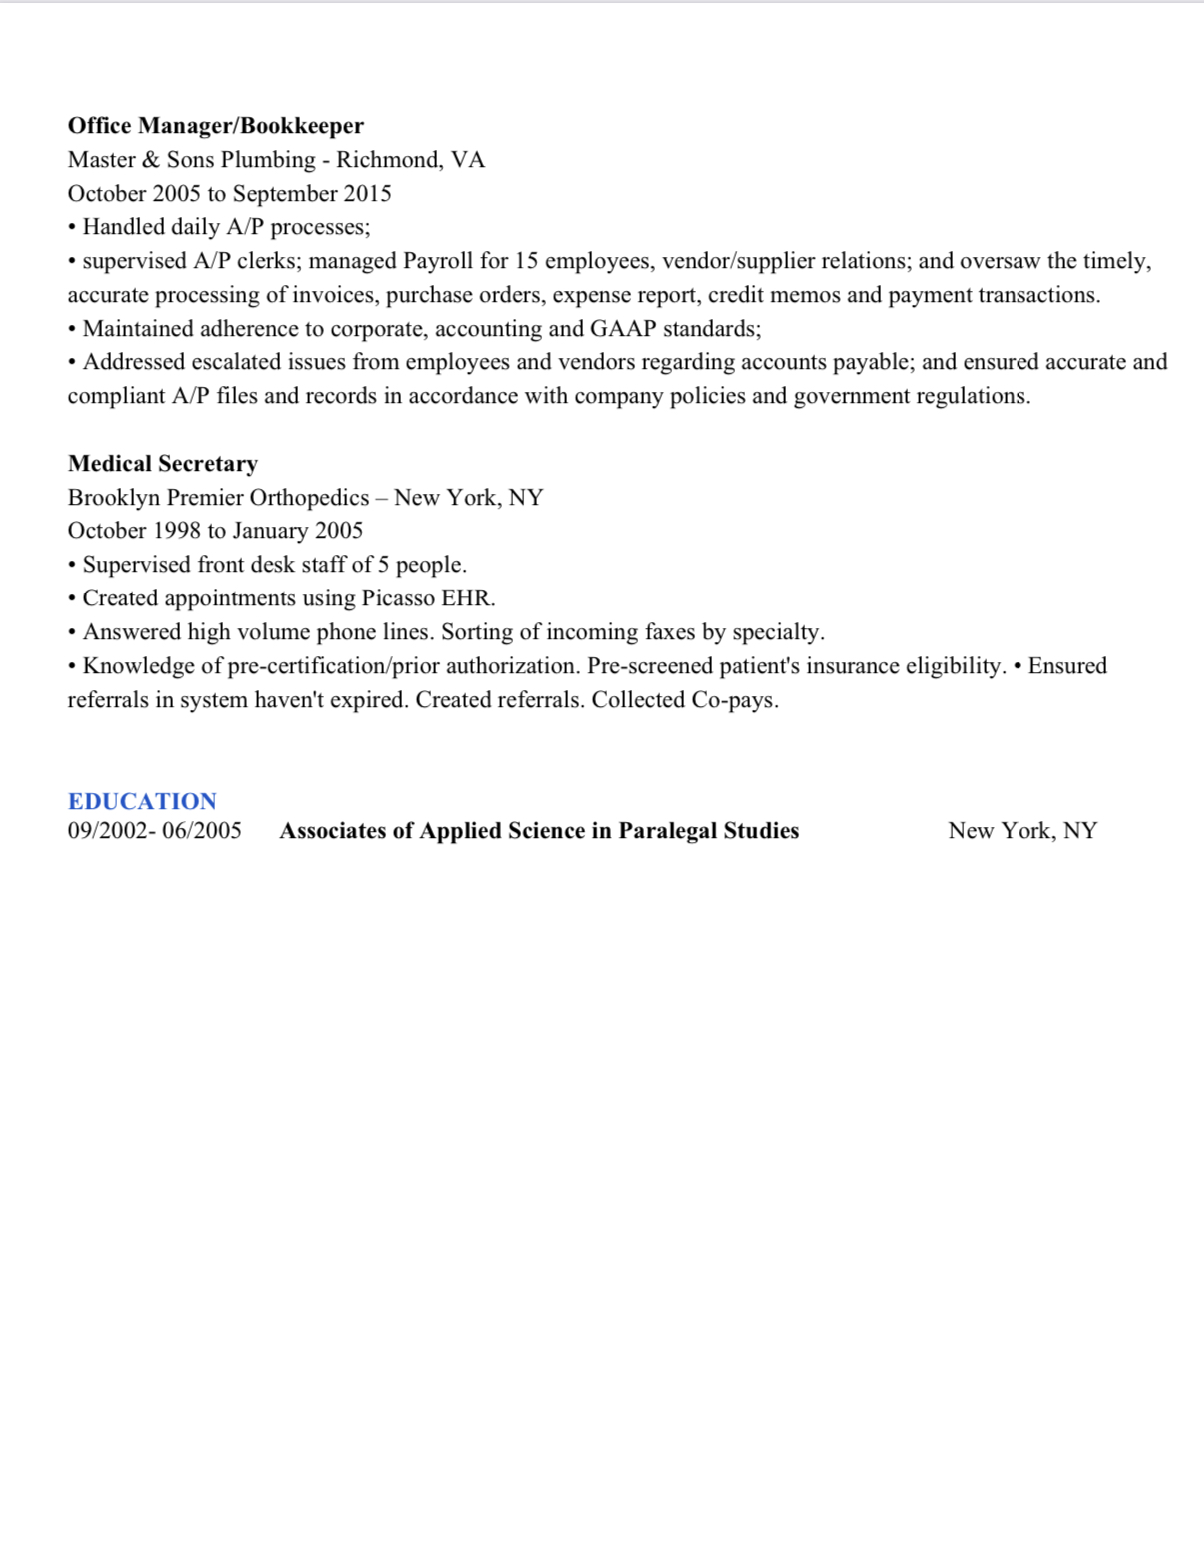 Office Manager/Bookkeeper
Master & Sons Plumbing - Richmond, VA
October 2005 to September 2015
• Handled daily A/P processes;
• supervised A/P clerks; managed Payroll for 15 employees, vendor/supplier relations; and oversaw the timely,
accurate processing of invoices, purchase orders, expense report, credit memos and payment transactions.
• Maintained adherence to corporate, accounting and GAAP standards;
• Addressed escalated issues from employees and vendors regarding accounts payable; and ensured accurate and
compliant A/P files and records in accordance with company policies and government regulations.
Medical Secretary
Brooklyn Premier Orthopedics – New York, NY
October 1998 to January 2005
• Supervised front desk staff of 5 people.
• Created appointments using Picasso EHR.
• Answered high volume phone lines. Sorting of incoming faxes by specialty.
• Knowledge of pre-certification/prior authorization. Pre-screened patient's insurance eligibility. • Ensured
referrals in system haven't expired. Created referrals. Collected Co-pays.
EDUCATION
09/2002- 06/2005 Associates of Applied Science in Paralegal Studies New York, NY